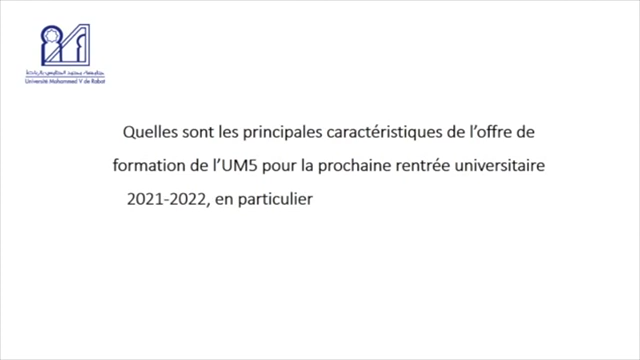 Université Mohammed V de Rabat
Quelles sont les principales caractéristiques de l'offre de
formation de l'UM5 pour la prochaine rentrée universitaire
2021-2022, en particulier